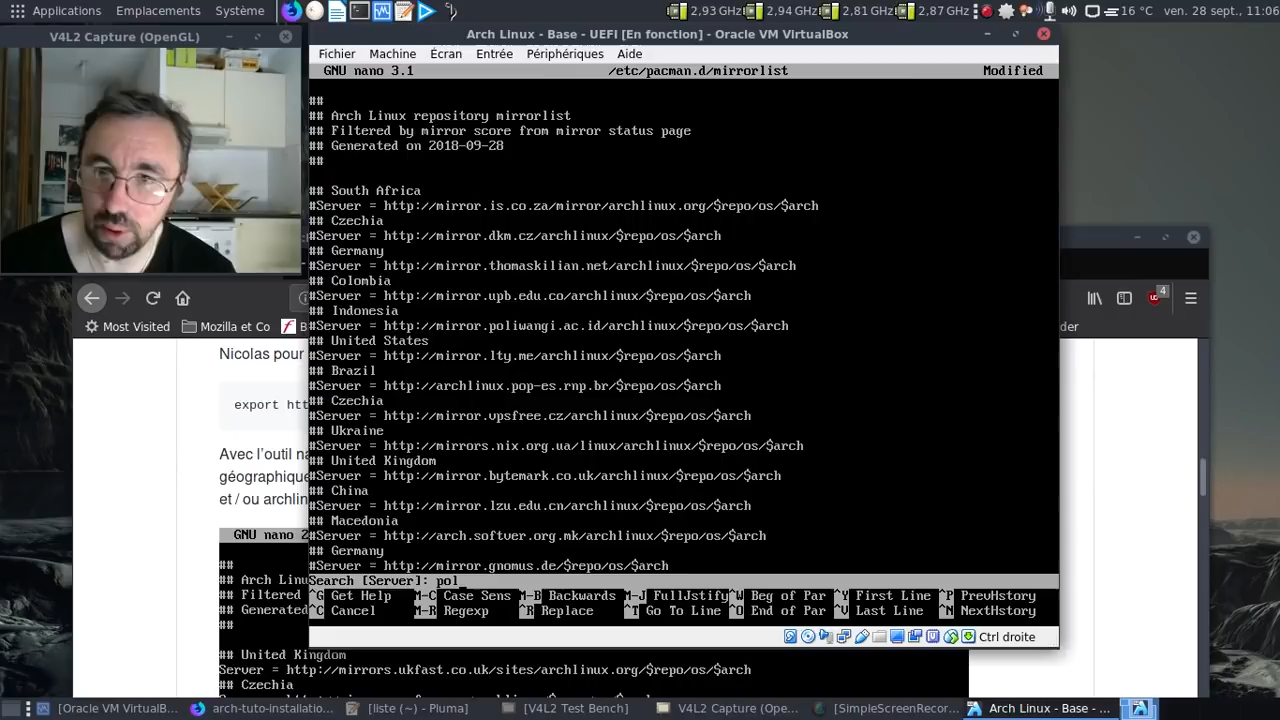 Applications Emplacements Système
2,93 GHz 2,94 GHz 2,81 GHz 2,87 GHz 16 °C ven. 28 sept., 11:06
V4L2 Capture (OpenGL)
Arch Linux - Base - UEFI [En fonction] - Oracle VM VirtualBox
Fichier Machine Écran Entrée Périphériques Aide
GNU nano 3.1 /etc/pacman.d/mirrorlist Modified
##
## Arch Linux repository mirrorlist
## Filtered by mirror score from mirror status page
## Generated on 2018-09-28
##
## South Africa
#Server = http://mirror.is.co.za/mirror/archlinux.org/$repo/os/$arch
## Czechia
#Server = http://mirror.dkm.cz/archlinux/$repo/os/$arch
## Germany
#Server = http://mirror.thomaskilian.net/archlinux/$repo/os/$arch
## Colombia
#Server = http://mirror.upb.edu.co/archlinux/$repo/os/$arch
## Indonesia
#Server = http://mirror.poliwangi.ac.id/archlinux/$repo/os/$arch
## United States
#Server = http://mirror.lty.me/archlinux/$repo/os/$arch
## Brazil
#Server = http://archlinux.pop-es.rnp.br/$repo/os/$arch
## Czechia
#Server = http://mirror.vpsfree.cz/archlinux/$repo/os/$arch
## Ukraine
#Server = http://mirrors.nix.org.ua/linux/archlinux/$repo/os/$arch
## United Kingdom
#Server = http://mirror.bytemark.co.uk/archlinux/$repo/os/$arch
## China
#Server = http://mirror.lzu.edu.cn/archlinux/$repo/os/$arch
## Macedonia
#Server = http://arch.softver.org.mk/archlinux/$repo/os/$arch
## Germany
#Server = http://mirror.gnomus.de/$repo/os/$arch
Search [Server]: pol
^G Get Help M-C Case Sens M-B Backwards M-J FullJustify ^W Beg of Par ^Y First Line ^P PrevHstory
^C Cancel M-R Regexp ^R Replace ^T Go To Line ^O End of Par ^V Last Line ^N NextHstory
Ctrl droite
4
Most Visited Mozilla et Co
der
Nicolas pour
export htt
Avec l'outil na
géographique
et / ou archlin
GNU nano 2
##
## Arch Linu
## Filtered
## Generated
##
## United Kingdom
Server = http://mirrors.ukfast.co.uk/sites/archlinux.org/$repo/os/$arch
## Czechia
[Oracle VM VirtualB... arch-tuto-installatio... [liste (~) - Pluma] [V4L2 Test Bench] V4L2 Capture (Ope... [SimpleScreenRecor... Arch Linux - Base - ...